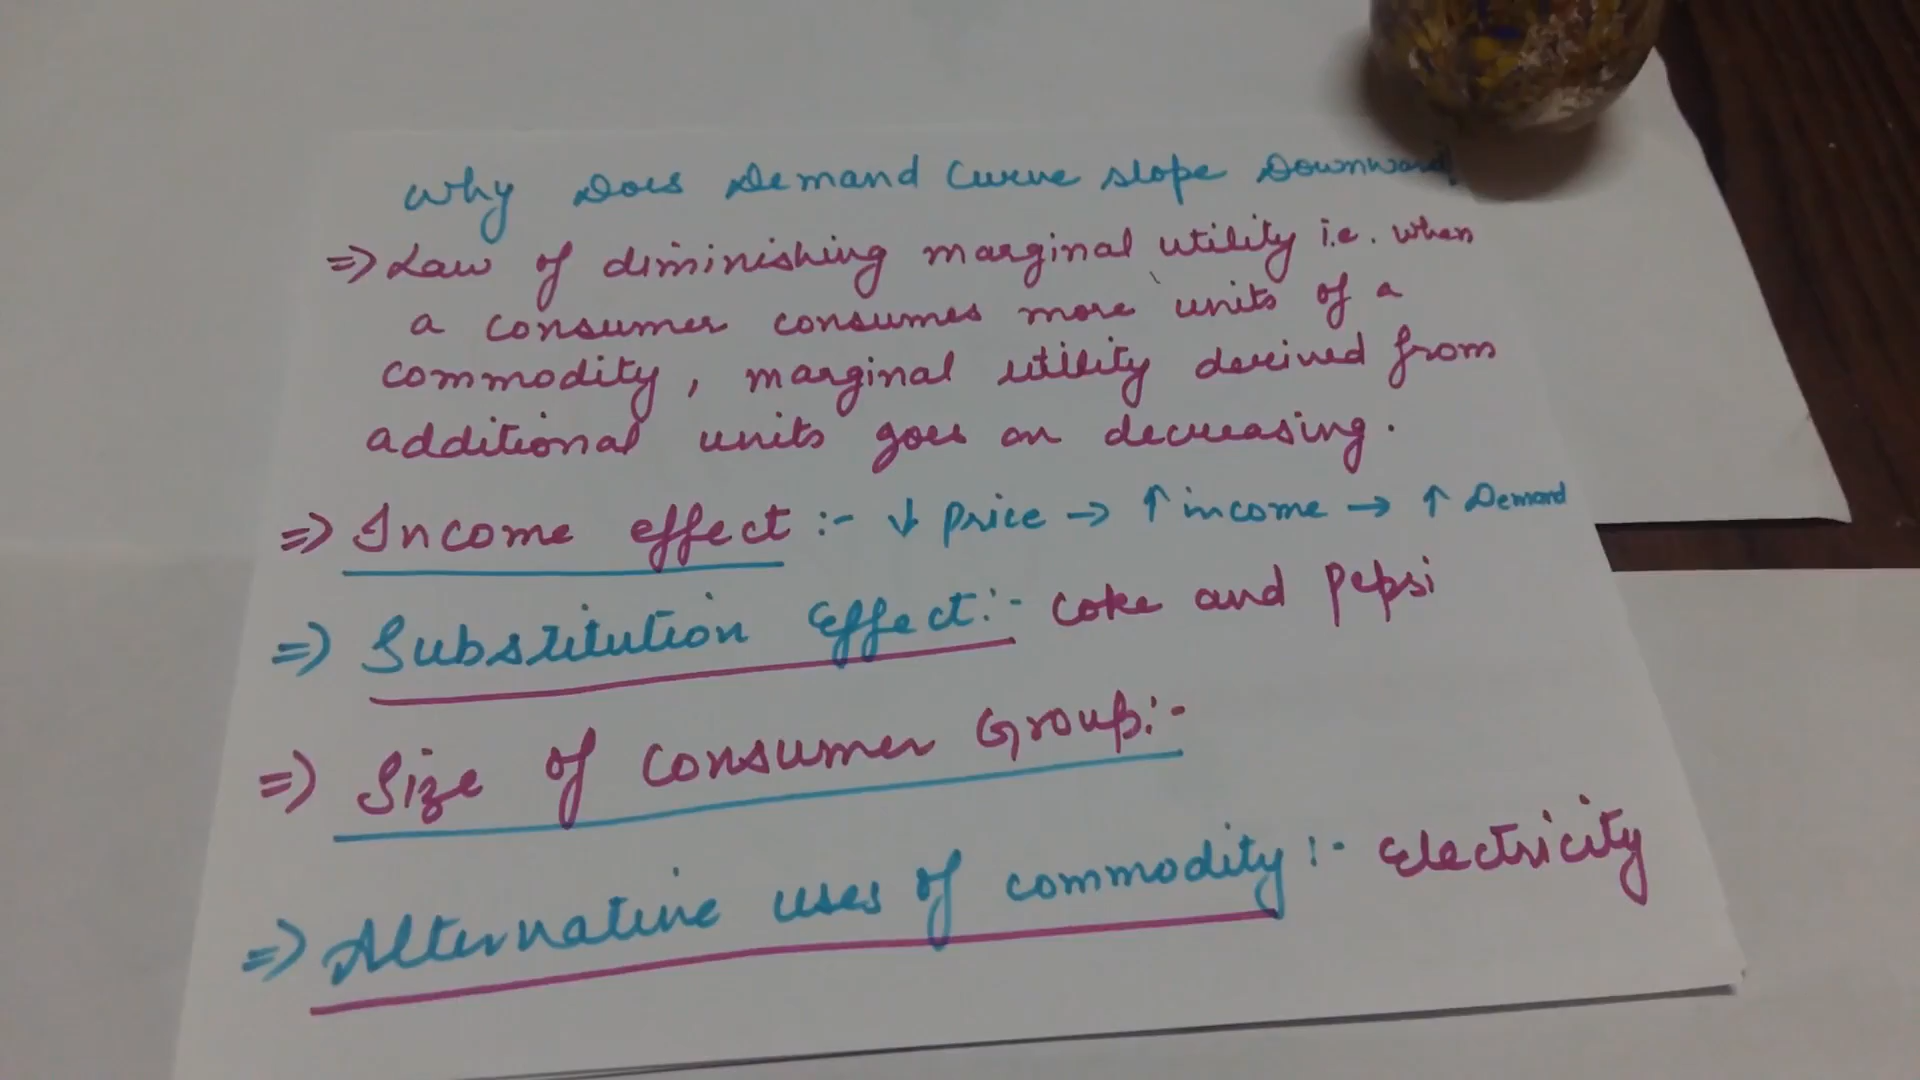 Why Does Demand Curve slope Downward
⇒ Law of diminishing marginal utility i.e. when
a consumer consumes more units of a
commodity, marginal utility derived from
additional units goes on decreasing.
⇒ Income effect :- ↓ Price → ↑ income → ↑ Demand
⇒ Substitution Effect:- Coke and Pepsi
⇒ Size of Consumer Group:-
⇒ Alternative uses of commodity :- Electricity